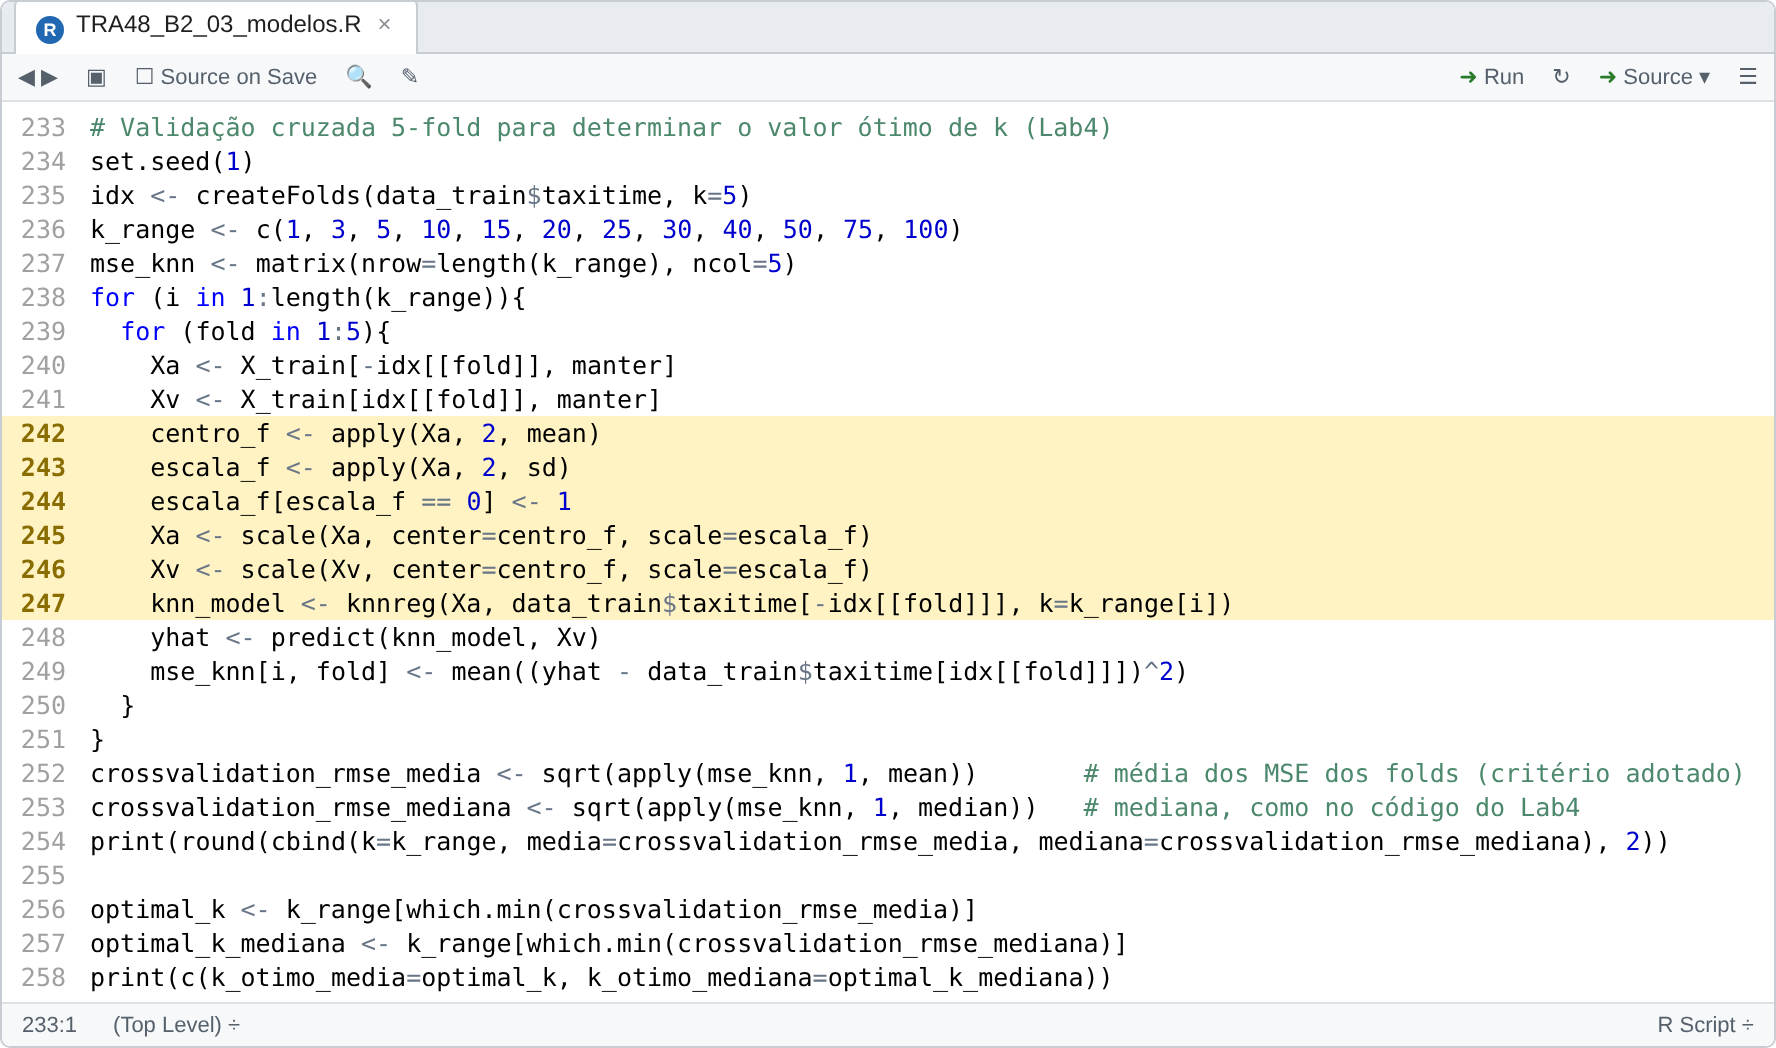 R TRA48_B2_03_modelos.R ×
◀ ▶ ▣ ☐ Source on Save 🔍 ✎ ➜ Run ↻ ➜ Source ▾ ☰
233 # Validação cruzada 5-fold para determinar o valor ótimo de k (Lab4)
234 set.seed(1)
235 idx <- createFolds(data_train$taxitime, k=5)
236 k_range <- c(1, 3, 5, 10, 15, 20, 25, 30, 40, 50, 75, 100)
237 mse_knn <- matrix(nrow=length(k_range), ncol=5)
238 for (i in 1:length(k_range)){
239   for (fold in 1:5){
240     Xa <- X_train[-idx[[fold]], manter]
241     Xv <- X_train[idx[[fold]], manter]
242     centro_f <- apply(Xa, 2, mean)
243     escala_f <- apply(Xa, 2, sd)
244     escala_f[escala_f == 0] <- 1
245     Xa <- scale(Xa, center=centro_f, scale=escala_f)
246     Xv <- scale(Xv, center=centro_f, scale=escala_f)
247     knn_model <- knnreg(Xa, data_train$taxitime[-idx[[fold]]], k=k_range[i])
248     yhat <- predict(knn_model, Xv)
249     mse_knn[i, fold] <- mean((yhat - data_train$taxitime[idx[[fold]]])^2)
250   }
251 }
252 crossvalidation_rmse_media <- sqrt(apply(mse_knn, 1, mean))       # média dos MSE dos folds (critério adotado)
253 crossvalidation_rmse_mediana <- sqrt(apply(mse_knn, 1, median))   # mediana, como no código do Lab4
254 print(round(cbind(k=k_range, media=crossvalidation_rmse_media, mediana=crossvalidation_rmse_mediana), 2))
255
256 optimal_k <- k_range[which.min(crossvalidation_rmse_media)]
257 optimal_k_mediana <- k_range[which.min(crossvalidation_rmse_mediana)]
258 print(c(k_otimo_media=optimal_k, k_otimo_mediana=optimal_k_mediana))
233:1 (Top Level) ÷ R Script ÷